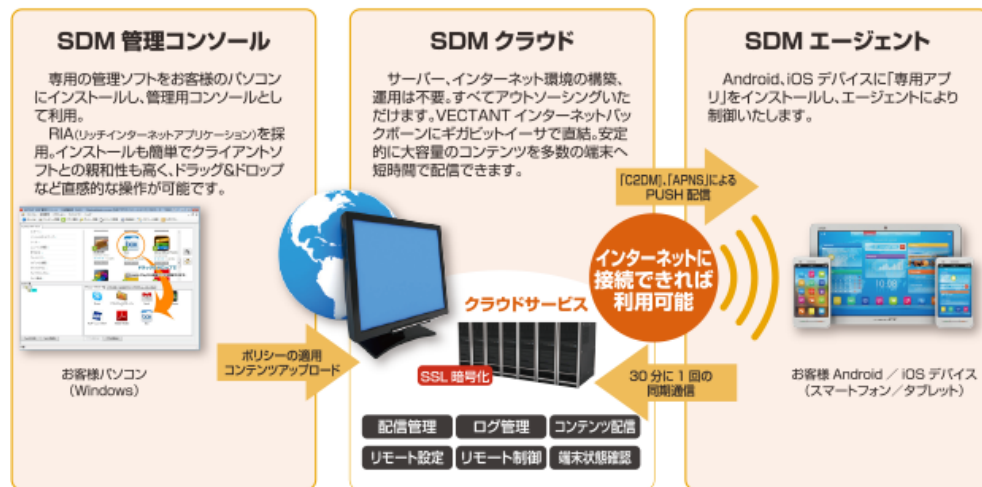 SDM 管理コンソール
専用の管理ソフトをお客様のパソコン
にインストールし、管理用コンソールとし
て利用。
RIA(リッチインターネットアプリケーション)を採
用。インストールも簡単でクライアントソ
フトとの親和性も高く、ドラッグ&ドロップ
など直感的な操作が可能です。
お客様パソコン
(Windows)
ポリシーの適用
コンテンツアップロード
SDM クラウド
サーバー、インターネット環境の構築、
運用は不要。すべてアウトソーシングいた
だけます。VECTANT インターネットバッ
クボーンにギガビットイーサで直結。安定
的に大容量のコンテンツを多数の端末へ
短時間で配信できます。
クラウドサービス
SSL 暗号化
配信管理
ログ管理
コンテンツ配信
リモート設定
リモート制御
端末状態確認
「C2DM」、「APNS」による
PUSH 配信
インターネットに
接続できれば
利用可能
30 分に 1 回の
同期通信
SDM エージェント
Android、iOS デバイスに「専用アプ
リ」をインストールし、エージェントにより
制御いたします。
お客様 Android / iOS デバイス
(スマートフォン/タブレット)